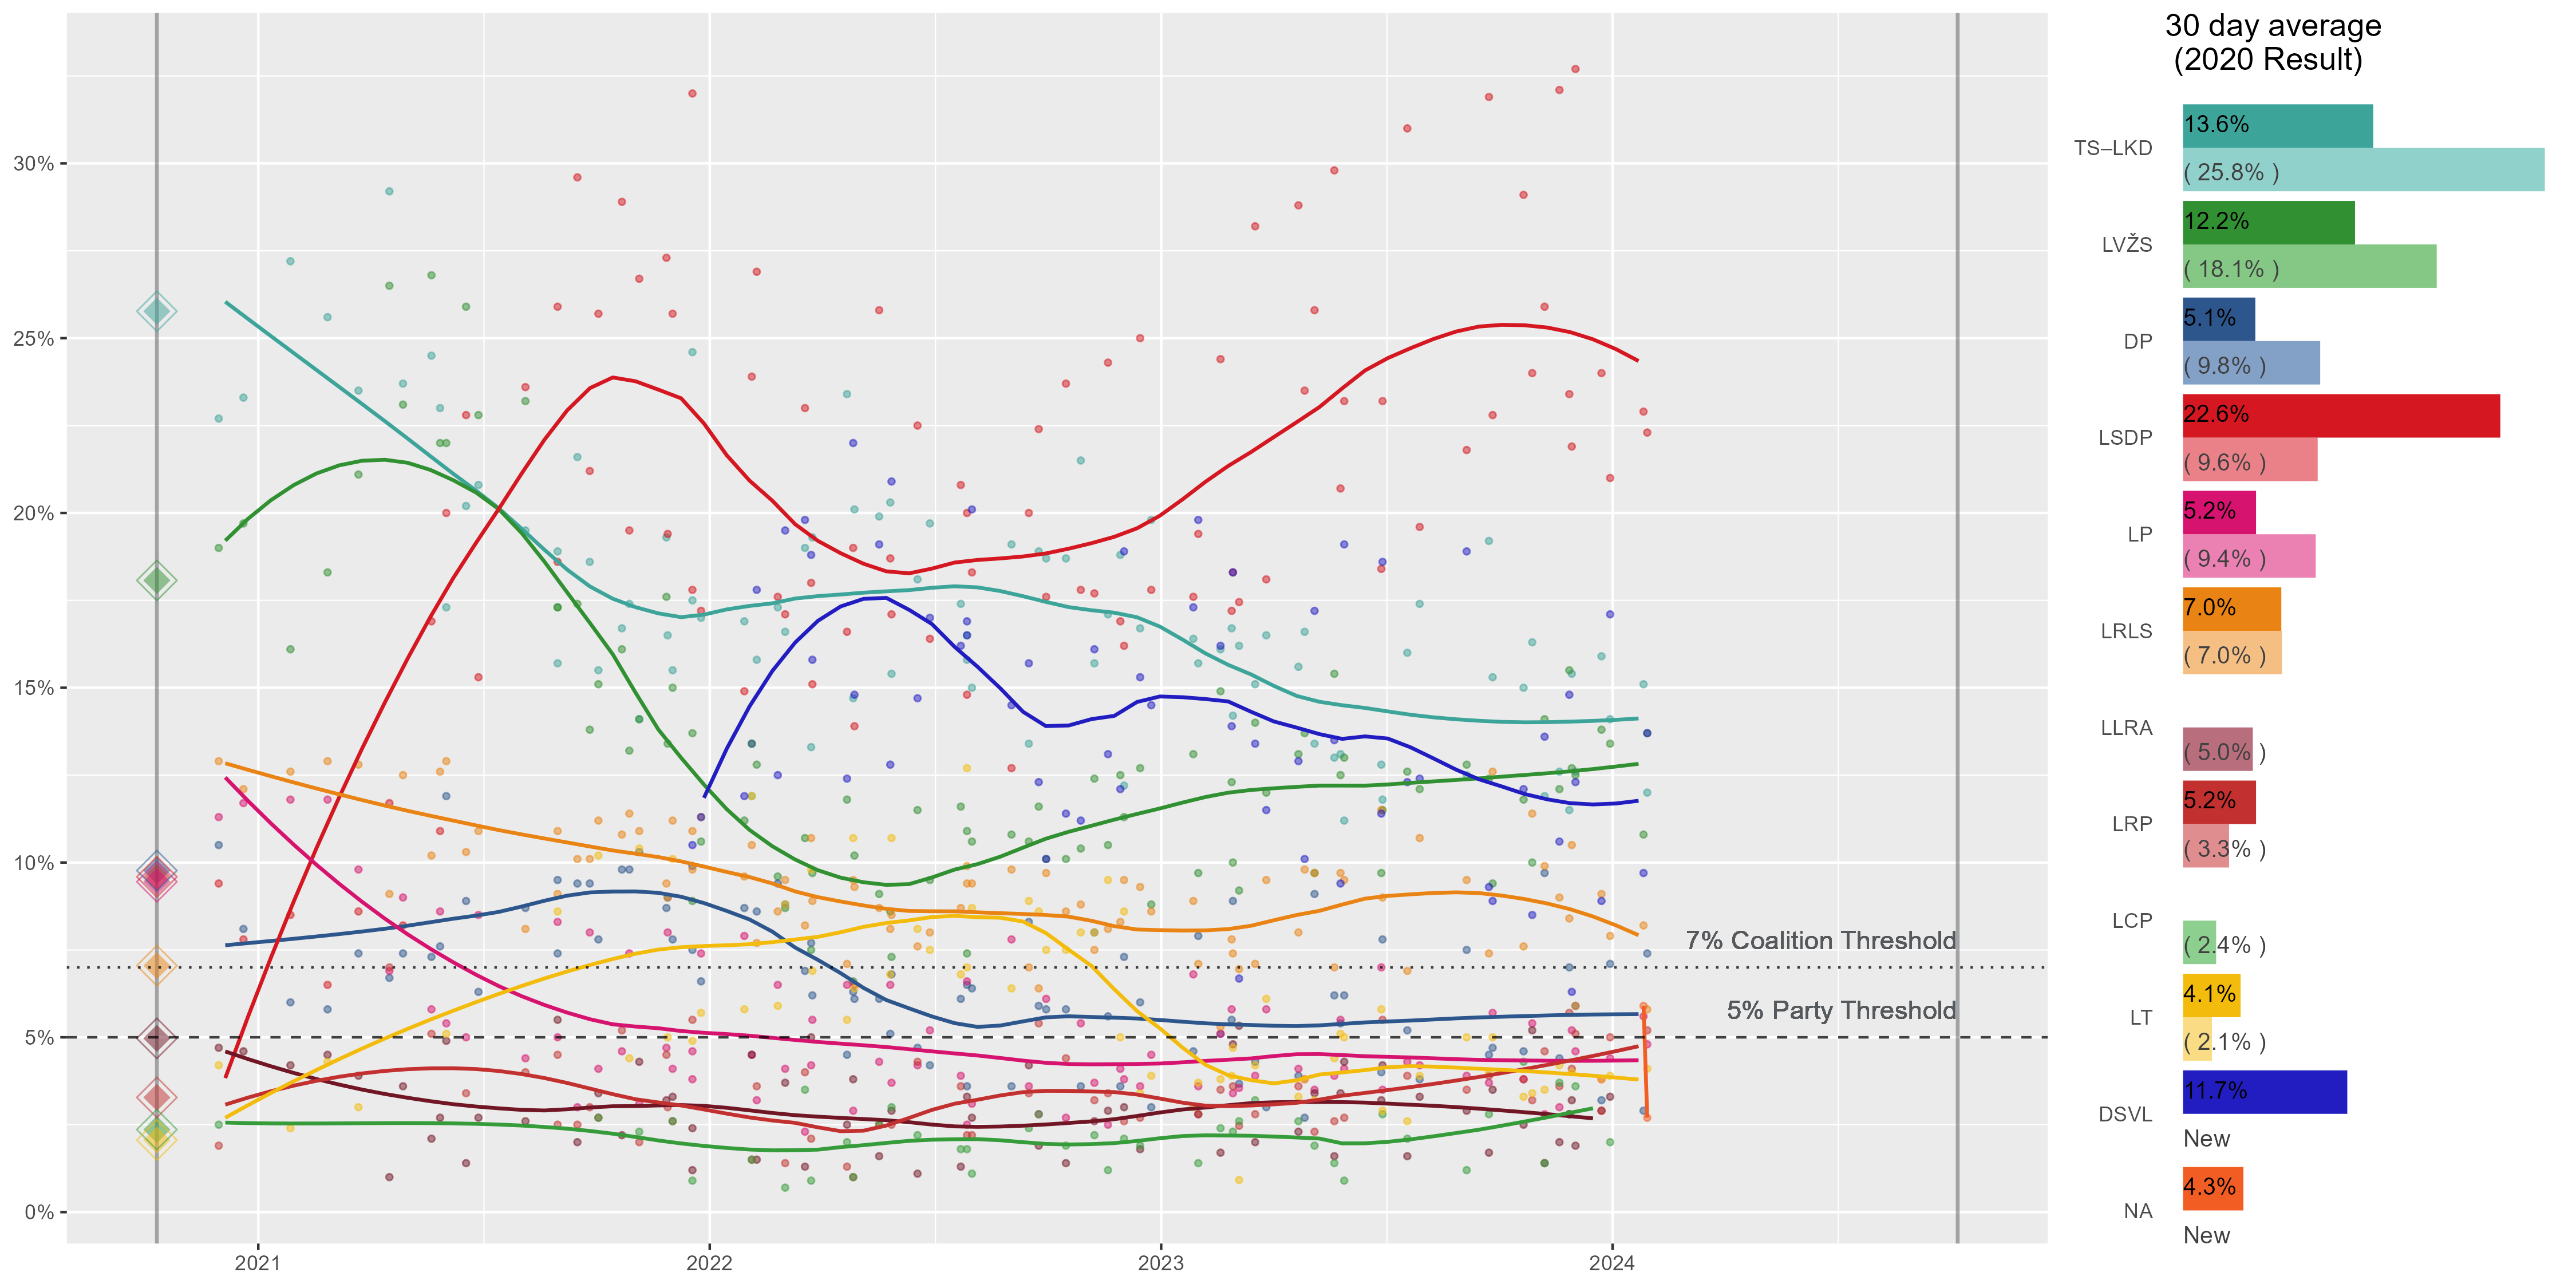 30 day average
(2020 Result)
30%
25%
20%
15%
10%
5%
0%
7% Coalition Threshold
5% Party Threshold
2021
2022
2023
2024
TS–LKD
13.6%
( 25.8% )
LVŽS
12.2%
( 18.1% )
DP
5.1%
( 9.8% )
LSDP
22.6%
( 9.6% )
LP
5.2%
( 9.4% )
LRLS
7.0%
( 7.0% )
LLRA
( 5.0% )
LRP
5.2%
( 3.3% )
LCP
( 2.4% )
LT
4.1%
( 2.1% )
DSVL
11.7%
New
NA
4.3%
New